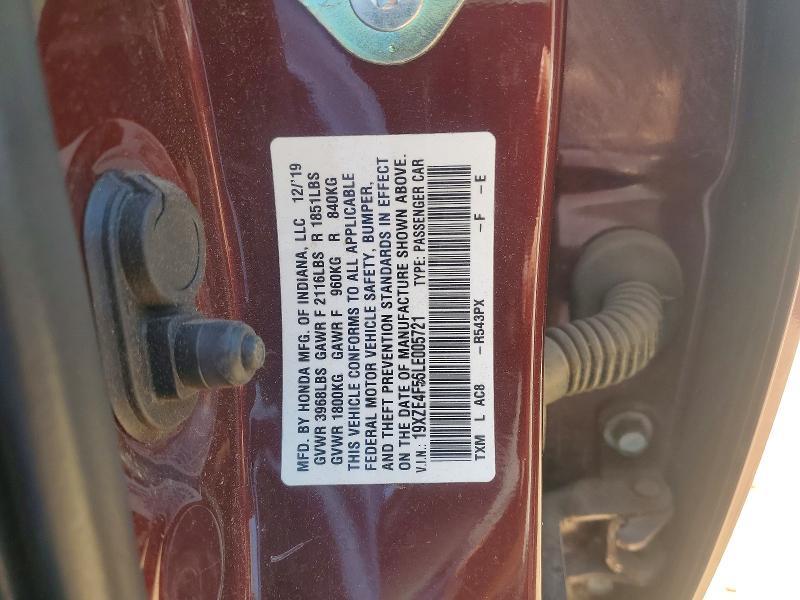 MFD. BY HONDA MFG. OF INDIANA, LLC 12/'19
GVWR 3968LBS GAWR F 2116LBS R 1851LBS
GVWR 1800KG GAWR F 960KG R 840KG
THIS VEHICLE CONFORMS TO ALL APPLICABLE
FEDERAL MOTOR VEHICLE SAFETY, BUMPER,
AND THEFT PREVENTION STANDARDS IN EFFECT
ON THE DATE OF MANUFACTURE SHOWN ABOVE.
V.I.N.: 19XZE4F56LE005721 TYPE: PASSENGER CAR
TXM L AC8 -R543PX -F -E